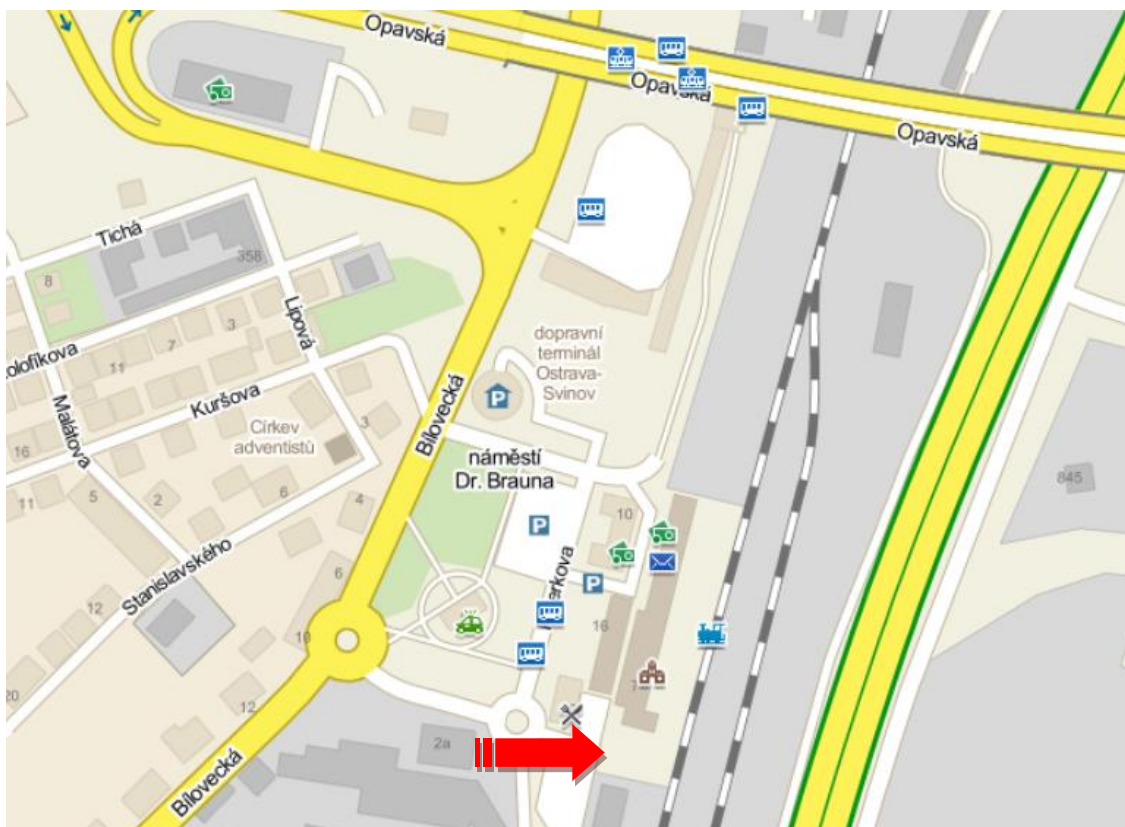 Opavská
Opavská
Opavská
Tichá
358
8
Lipová
3
7
11
Kuršova
Malátova
16
Církev
adventistů
3
dopravní
terminál
Ostrava-
Svinov
Bílovecká
P
náměstí
Dr. Brauna
845
11
5
2
6
4
P
10
Stanislavského
6
P
12
10
16
20
12
2a
Bílovecká